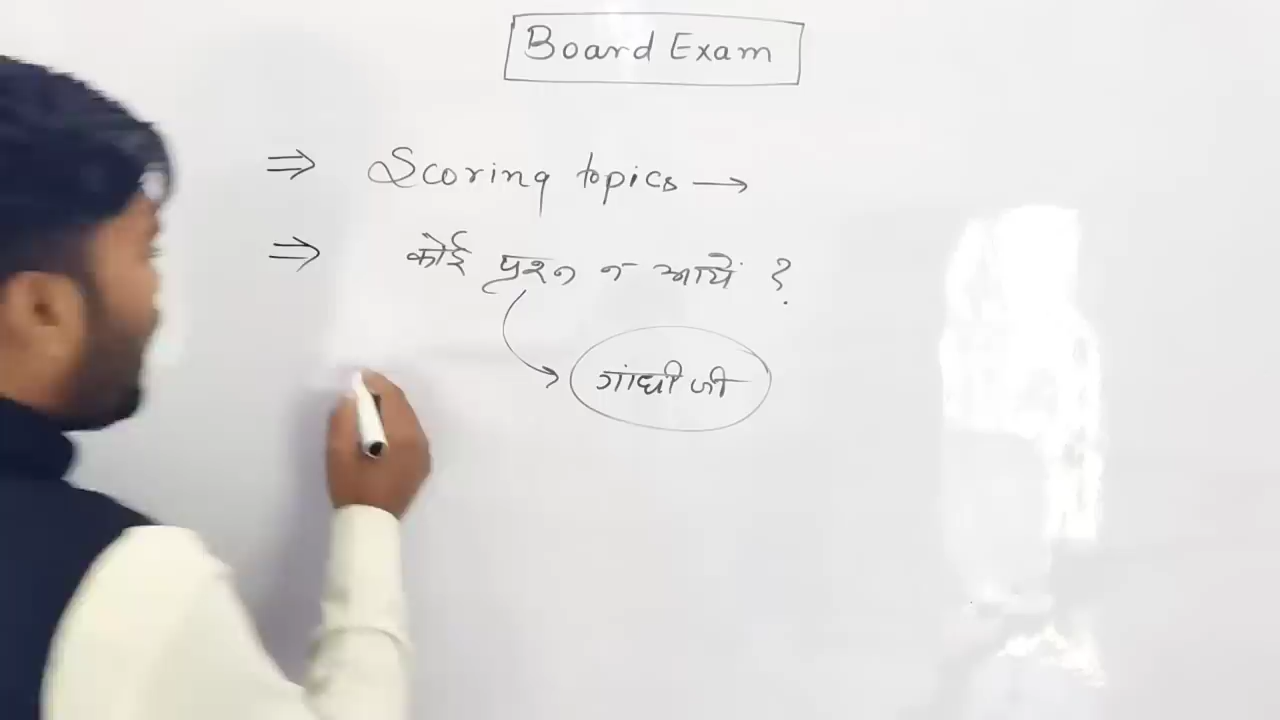 Board Exam
⇒ Scoring topics →
⇒ कोई प्रश्न न आये ?
गांधी जी